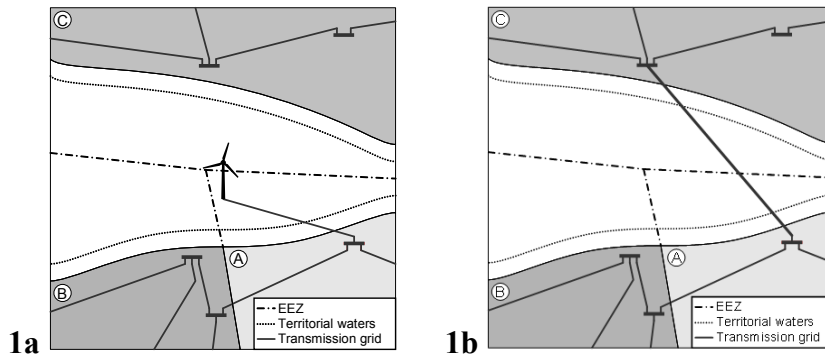 C
A
B
EEZ
Territorial waters
Transmission grid
1a
C
A
B
EEZ
Territorial waters
Transmission grid
1b